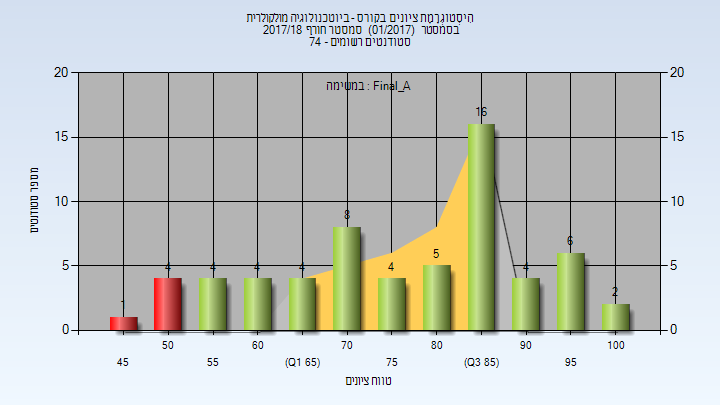 הִיסְטוֹגְרָמַת ציונים בקורס - ביוטכנולוגיה מולקולרית
בסמסטר (01/2017) סמסטר חורף 2017/18
סטודנטים רשומים - 74
במשימה : Final_A
20 20
15 15
10 10
5 5
0 0
מספר סטודנטים
1 4 4 4 4 8 4 5 16 4 6 2
50 60 70 80 90 100
45 55 (Q1 65) 75 (Q3 85) 95
טווח ציונים